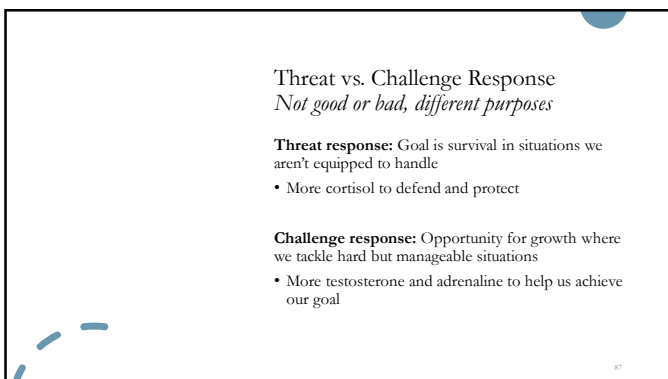 Threat vs. Challenge Response
Not good or bad, different purposes
Threat response: Goal is survival in situations we
aren't equipped to handle
• More cortisol to defend and protect
Challenge response: Opportunity for growth where
we tackle hard but manageable situations
• More testosterone and adrenaline to help us achieve
our goal
87